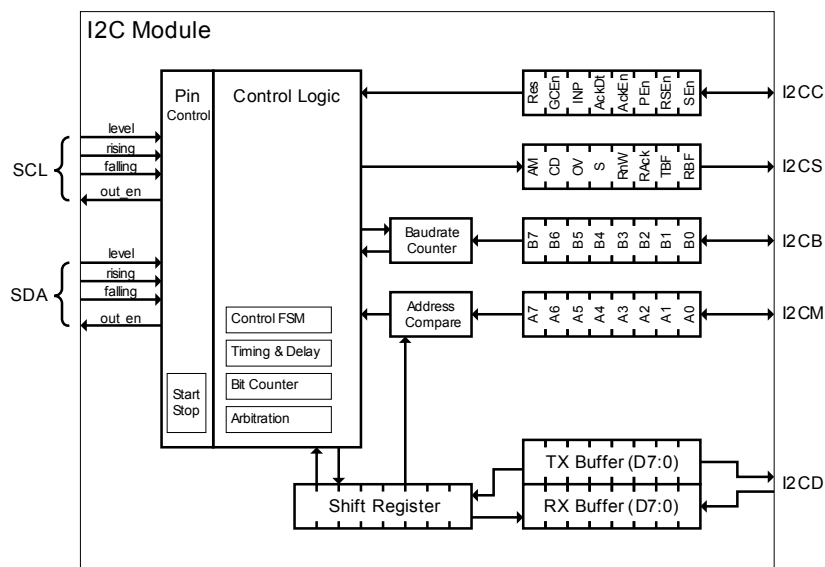 I2C Module
Pin
Control
Control Logic
Res GCEn INP AckDt AckEn PEn RSEn SEn
I2CC
SCL
level
rising
falling
out_en
AM CD OV S RnW RAck TBF RBF
I2CS
Baudrate
Counter
B7 B6 B5 B4 B3 B2 B1 B0
I2CB
SDA
level
rising
falling
out_en
Address
Compare
A7 A6 A5 A4 A3 A2 A1 A0
I2CM
Control FSM
Timing & Delay
Bit Counter
Arbitration
Start
Stop
Shift Register
TX Buffer (D7:0)
RX Buffer (D7:0)
I2CD